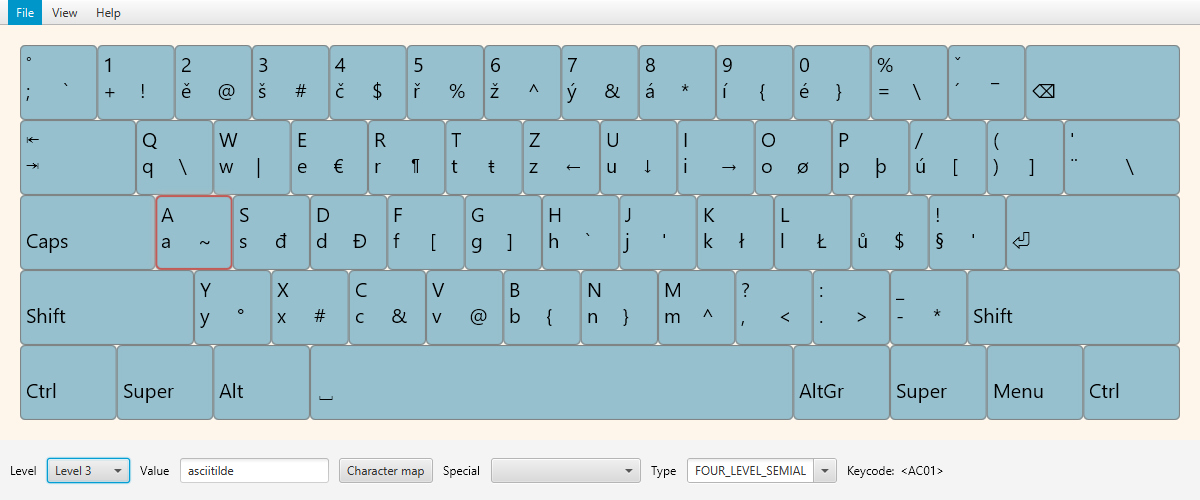 File View Help
° 1 2 3 4 5 6 7 8 9 0 % ˇ
; ` + ! ě @ š # č $ ř % ž ^ ý & á * í { é } = \ ´ ¯ ⌫
⇤ Q W E R T Z U I O P / ( '
⇥ q \ w | e € r ¶ t ŧ z ← u ↓ i → o ø p þ ú [ ) ] ¨ \
A S D F G H J K L !
Caps a ~ s đ d Đ f [ g ] h ` j ' k ł l Ł ů $ § ' ⏎
Y X C V B N M ? : _
Shift y ° x # c & v @ b { n } m ^ , < . > - * Shift
Ctrl Super Alt ⎵ AltGr Super Menu Ctrl
Level Level 3 Value asciitilde Character map Special Type FOUR_LEVEL_SEMIAL Keycode: <AC01>